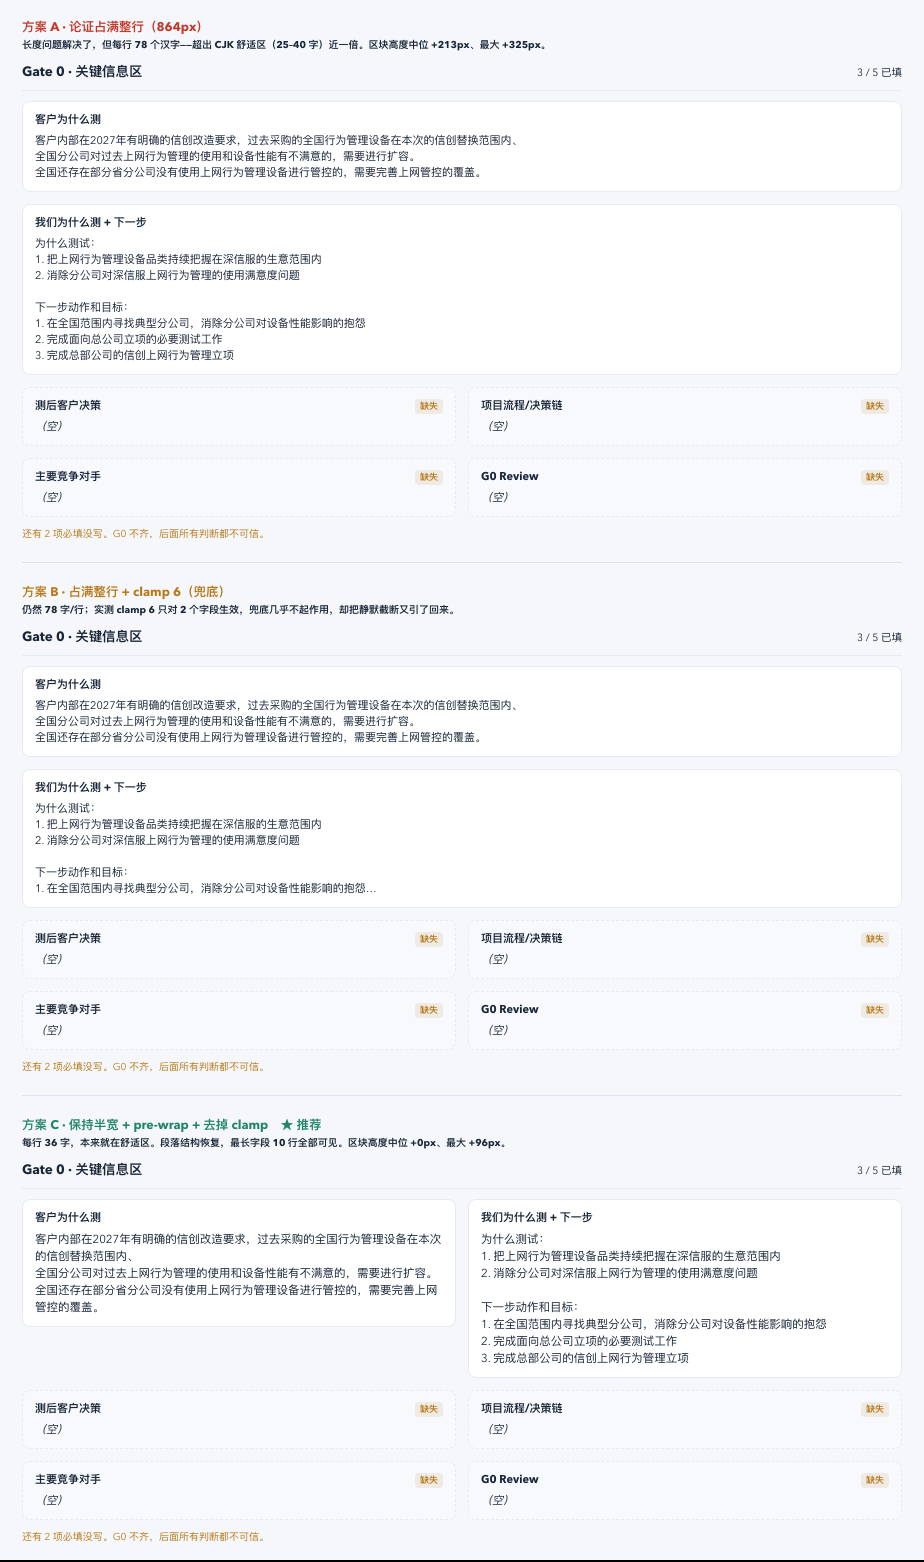 方案 A · 论证占满整行（864px）
长度问题解决了，但每行 78 个汉字——超出 CJK 舒适区（25–40 字）近一倍。区块高度中位 +213px、最大 +325px。
Gate 0 · 关键信息区
3 / 5 已填
客户为什么测
客户内部在2027年有明确的信创改造要求，过去采购的全国行为管理设备在本次的信创替换范围内、
全国分公司对过去上网行为管理的使用和设备性能有不满意的，需要进行扩容。
全国还存在部分省分公司没有使用上网行为管理设备进行管控的，需要完善上网管控的覆盖。
我们为什么测 + 下一步
为什么测试：
1. 把上网行为管理设备品类持续把握在深信服的生意范围内
2. 消除分公司对深信服上网行为管理的使用满意度问题
下一步动作和目标：
1. 在全国范围内寻找典型分公司，消除分公司对设备性能影响的抱怨
2. 完成面向总公司立项的必要测试工作
3. 完成总部公司的信创上网行为管理立项
测后客户决策
缺失
（空）
项目流程/决策链
缺失
（空）
主要竞争对手
缺失
（空）
G0 Review
缺失
（空）
还有 2 项必填没写。G0 不齐，后面所有判断都不可信。
方案 B · 占满整行 + clamp 6（兜底）
仍然 78 字/行；实测 clamp 6 只对 2 个字段生效，兜底几乎不起作用，却把静默截断又引了回来。
Gate 0 · 关键信息区
3 / 5 已填
客户为什么测
客户内部在2027年有明确的信创改造要求，过去采购的全国行为管理设备在本次的信创替换范围内、
全国分公司对过去上网行为管理的使用和设备性能有不满意的，需要进行扩容。
全国还存在部分省分公司没有使用上网行为管理设备进行管控的，需要完善上网管控的覆盖。
我们为什么测 + 下一步
为什么测试：
1. 把上网行为管理设备品类持续把握在深信服的生意范围内
2. 消除分公司对深信服上网行为管理的使用满意度问题
下一步动作和目标：
1. 在全国范围内寻找典型分公司，消除分公司对设备性能影响的抱怨...
测后客户决策
缺失
（空）
项目流程/决策链
缺失
（空）
主要竞争对手
缺失
（空）
G0 Review
缺失
（空）
还有 2 项必填没写。G0 不齐，后面所有判断都不可信。
方案 C · 保持半宽 + pre-wrap + 去掉 clamp ★ 推荐
每行 36 字，本来就在舒适区。段落结构恢复，最长字段 10 行全部可见。区块高度中位 +0px、最大 +96px。
Gate 0 · 关键信息区
3 / 5 已填
客户为什么测
客户内部在2027年有明确的信创改造要求，过去采购的全国行为管理设备在本次
的信创替换范围内、
全国分公司对过去上网行为管理的使用和设备性能有不满意的，需要进行扩容。
全国还存在部分省分公司没有使用上网行为管理设备进行管控的，需要完善上网
管控的覆盖。
我们为什么测 + 下一步
为什么测试：
1. 把上网行为管理设备品类持续把握在深信服的生意范围内
2. 消除分公司对深信服上网行为管理的使用满意度问题
下一步动作和目标：
1. 在全国范围内寻找典型分公司，消除分公司对设备性能影响的抱怨
2. 完成面向总公司立项的必要测试工作
3. 完成总部公司的信创上网行为管理立项
测后客户决策
缺失
（空）
项目流程/决策链
缺失
（空）
主要竞争对手
缺失
（空）
G0 Review
缺失
（空）
还有 2 项必填没写。G0 不齐，后面所有判断都不可信。